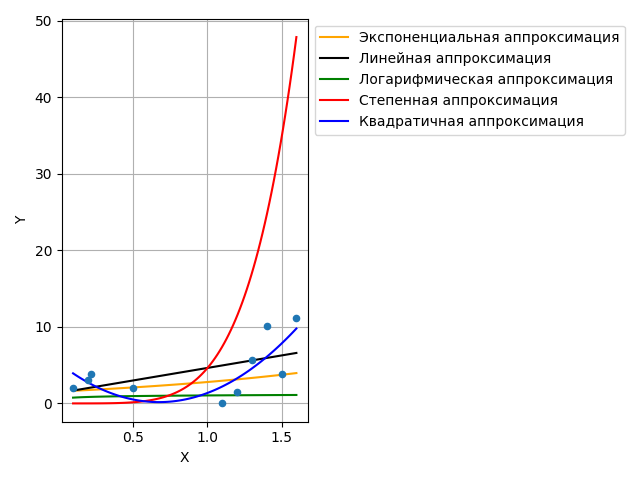 50
40
30
20
10
0
Y
0.5 1.0 1.5
X
Экспоненциальная аппроксимация
Линейная аппроксимация
Логарифмическая аппроксимация
Степенная аппроксимация
Квадратичная аппроксимация